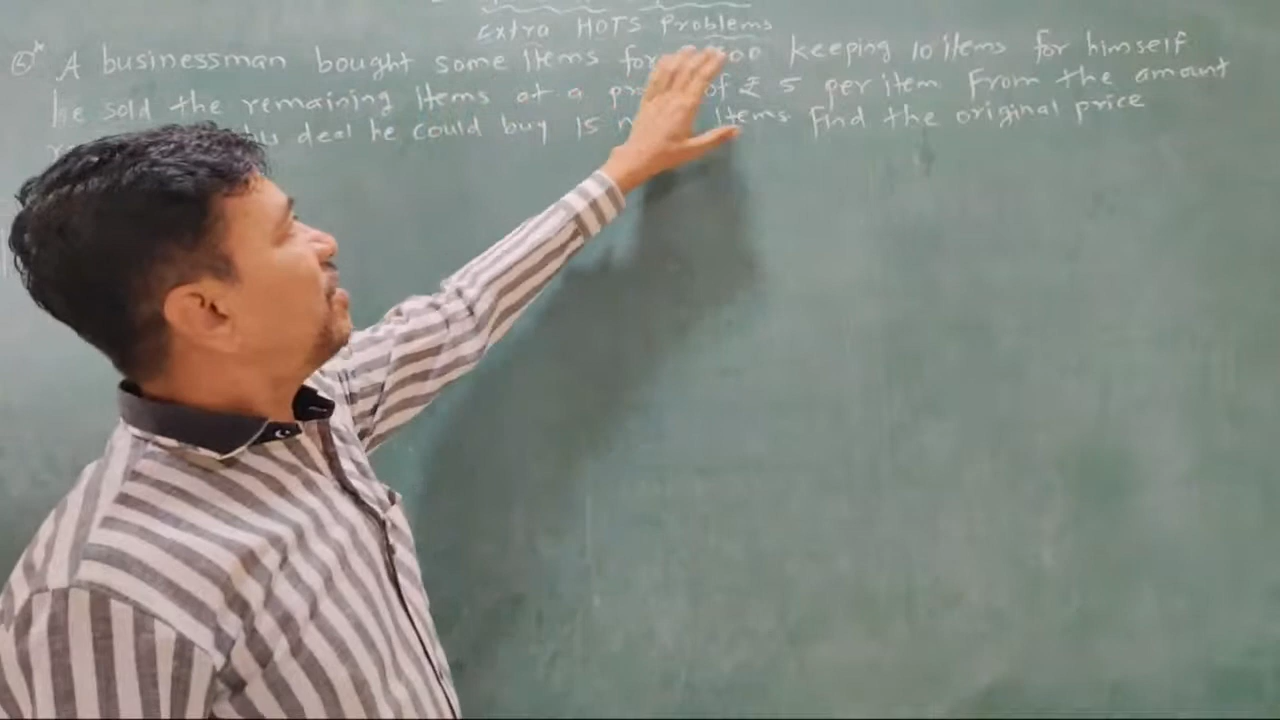 Extra HOTS Problems
A businessman bought some items for keeping 10 items for himself
he sold the remaining items at a of ₹ 5 per item From the amount
deal he could buy 15 items Find the original price